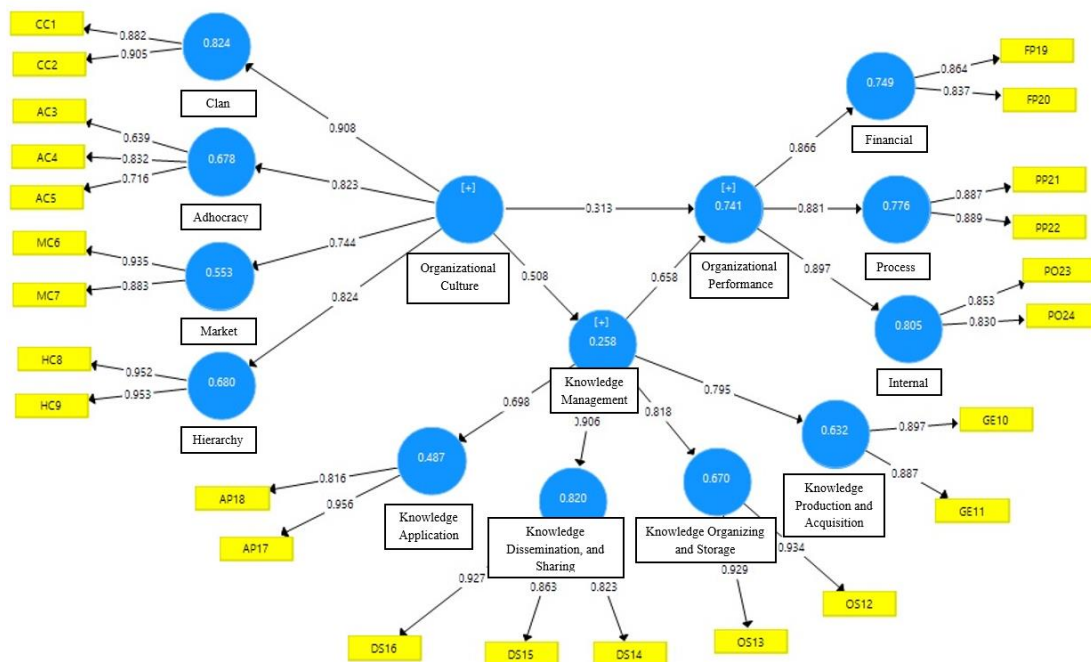 CC1
0.882
CC2
0.905
0.824
Clan
AC3
0.639
AC4
0.832
AC5
0.716
0.678
Adhocracy
MC6
0.935
MC7
0.883
0.553
Market
HC8
0.952
HC9
0.953
0.680
Hierarchy
0.908
0.823
0.744
0.824
[+]
Organizational
Culture
0.313
0.508
[+]
0.741
Organizational
Performance
0.658
[+]
0.258
Knowledge
Management
0.866
0.881
0.897
0.749
Financial
0.864
FP19
0.837
FP20
0.776
Process
0.887
PP21
0.889
PP22
0.805
Internal
0.853
PO23
0.830
PO24
0.698
0.906
0.818
0.795
0.487
Knowledge
Application
0.816
AP18
0.956
AP17
0.820
Knowledge
Dissemination, and
Sharing
0.927
DS16
0.863
DS15
0.823
DS14
0.670
Knowledge Organizing
and Storage
0.929
OS13
0.934
OS12
0.632
Knowledge
Production and
Acquisition
0.897
GE10
0.887
GE11